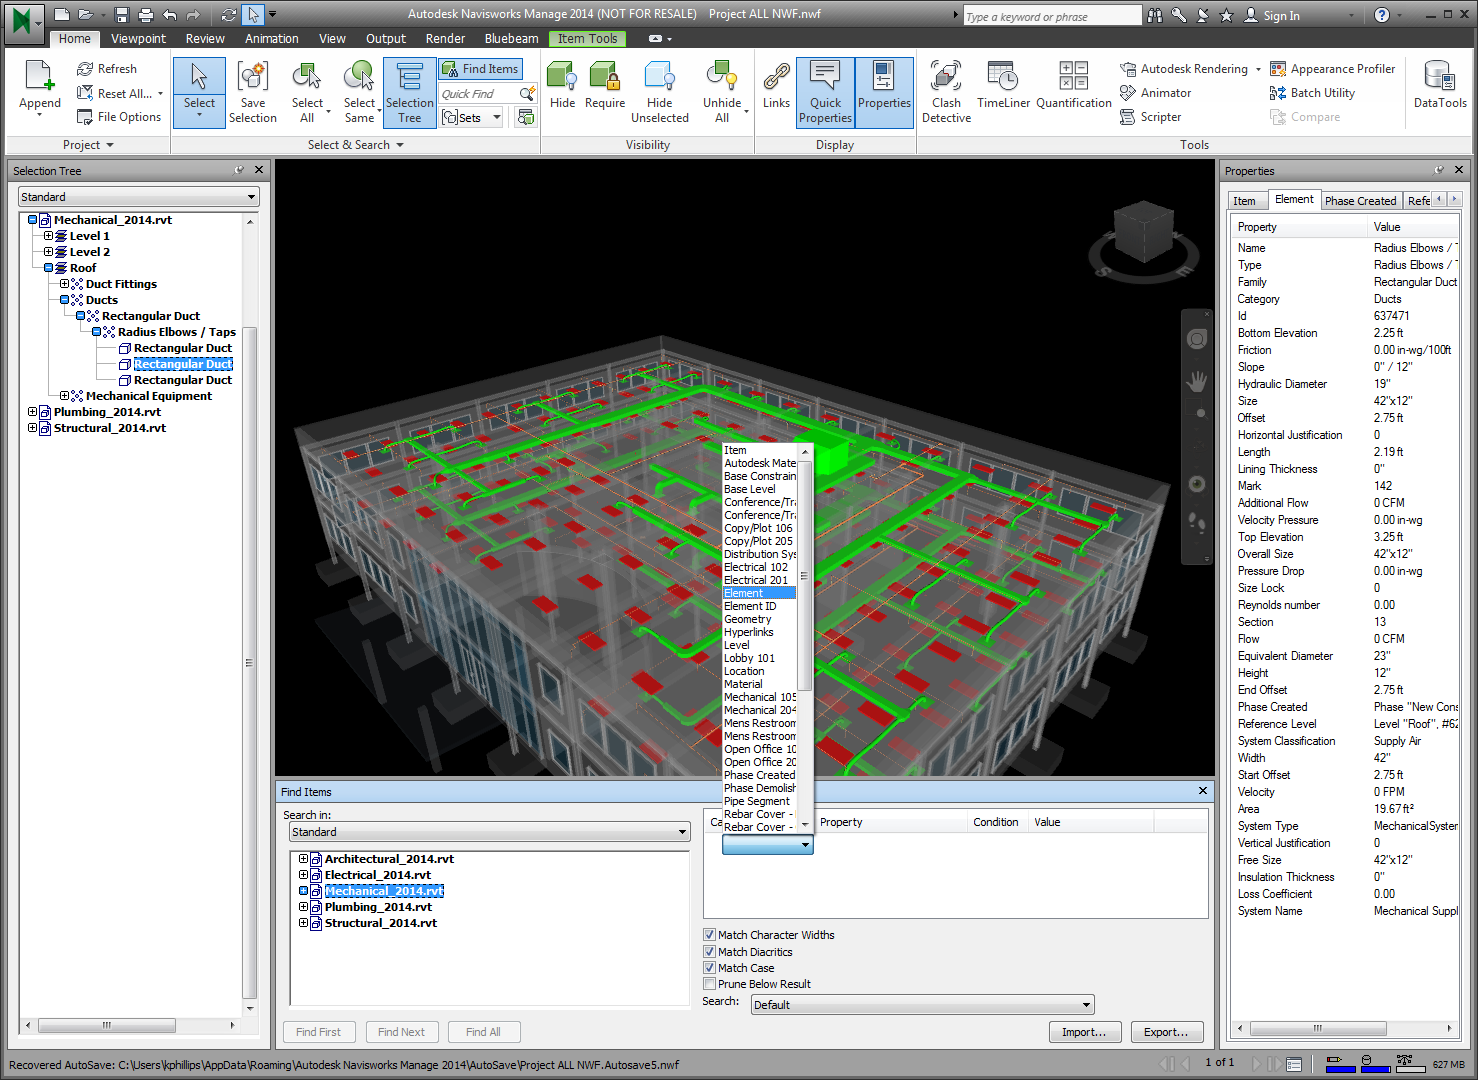 Autodesk Navisworks Manage 2014 (NOT FOR RESALE) Project ALL NWF.nwf
Type a keyword or phrase
Sign In
Home Viewpoint Review Animation View Output Render Bluebeam Item Tools
Append
Refresh
Reset All...
File Options
Project
Select
Save Selection
Select All
Select Same
Selection Tree
Find Items
Quick Find
Sets
Select & Search
Hide
Require
Hide Unselected
Unhide All
Visibility
Links
Quick Properties
Properties
Display
Clash Detective
TimeLiner
Quantification
Autodesk Rendering
Animator
Scripter
Appearance Profiler
Batch Utility
Compare
Tools
DataTools
Selection Tree
Standard
Mechanical_2014.rvt
Level 1
Level 2
Roof
Duct Fittings
Ducts
Rectangular Duct
Radius Elbows / Taps
Rectangular Duct
Rectangular Duct
Rectangular Duct
Mechanical Equipment
Plumbing_2014.rvt
Structural_2014.rvt
S
E
Item
Autodesk Mate
Base Constrain
Base Level
Conference/Tra
Conference/Tra
Copy/Plot 106
Copy/Plot 205
Distribution Sys
Electrical 102
Electrical 201
Element
Element ID
Geometry
Hyperlinks
Level
Lobby 101
Location
Material
Mechanical 105
Mechanical 204
Mens Restroom
Mens Restroom
Open Office 10
Open Office 20
Phase Created
Phase Demolish
Pipe Segment
Rebar Cover -
Rebar Cover -
Find Items
Search in:
Standard
Architectural_2014.rvt
Electrical_2014.rvt
Mechanical_2014.rvt
Plumbing_2014.rvt
Structural_2014.rvt
Find First Find Next Find All
Ca Property Condition Value
Match Character Widths
Match Diacritics
Match Case
Prune Below Result
Search: Default
Import... Export...
Properties
Item Element Phase Created Refe
Property Value
Name Radius Elbows / T
Type Radius Elbows / T
Family Rectangular Duct
Category Ducts
Id 637471
Bottom Elevation 2.25 ft
Friction 0.00 in-wg/100ft
Slope 0" / 12"
Hydraulic Diameter 19"
Size 42"x12"
Offset 2.75 ft
Horizontal Justification 0
Length 2.19 ft
Lining Thickness 0"
Mark 142
Additional Flow 0 CFM
Velocity Pressure 0.00 in-wg
Top Elevation 3.25 ft
Overall Size 42"x12"
Pressure Drop 0.00 in-wg
Size Lock 0
Reynolds number 0.00
Section 13
Flow 0 CFM
Equivalent Diameter 23"
Height 12"
End Offset 2.75 ft
Phase Created Phase "New Cons
Reference Level Level "Roof", #62
System Classification Supply Air
Width 42"
Start Offset 2.75 ft
Velocity 0 FPM
Area 19.67 ft²
System Type MechanicalSystem
Vertical Justification 0
Free Size 42"x12"
Insulation Thickness 0"
Loss Coefficient 0.00
System Name Mechanical Suppl
Recovered AutoSave: C:\Users\kphillips\AppData\Roaming\Autodesk Navisworks Manage 2014\AutoSave\Project ALL NWF.Autosave5.nwf
1 of 1
627 MB